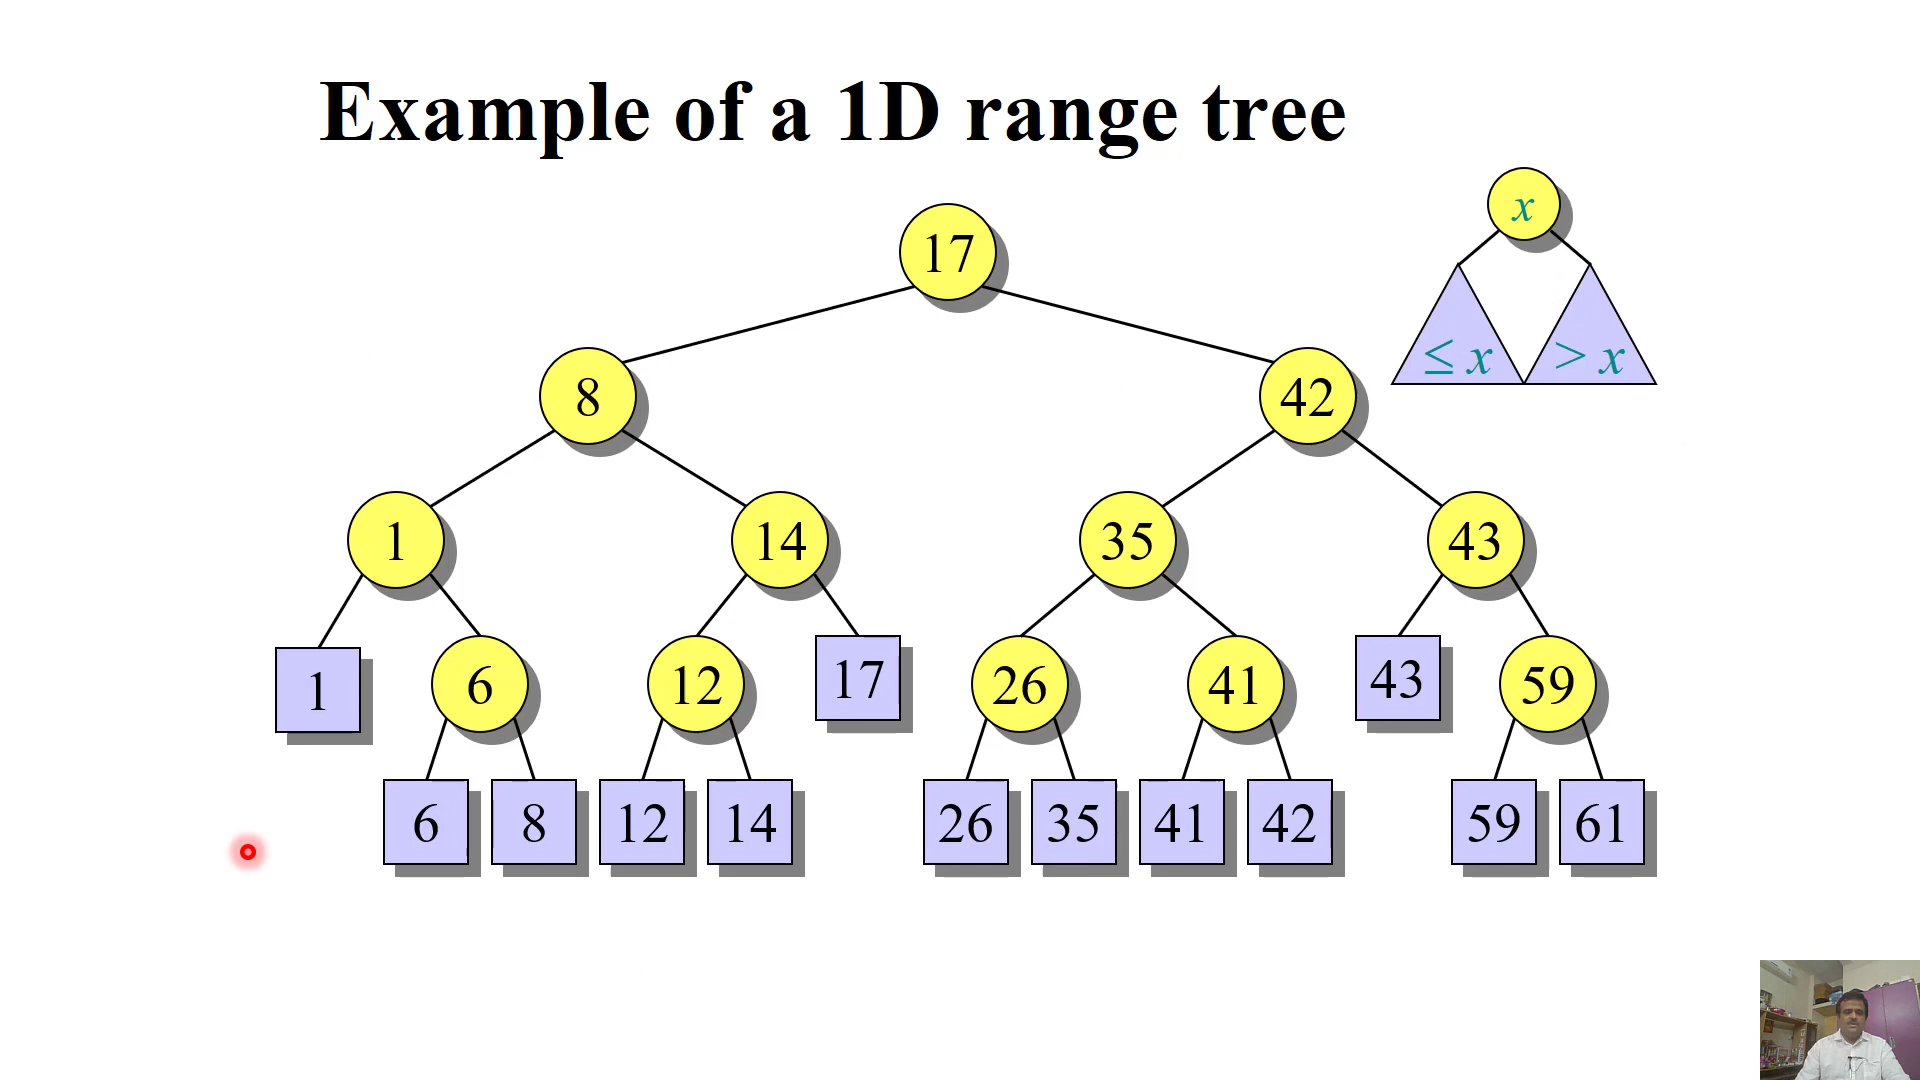 Example of a 1D range tree
x
17
≤ x > x
8 42
1 14 35 43
1 6 12 17 26 41 43 59
6 8 12 14 26 35 41 42 59 61